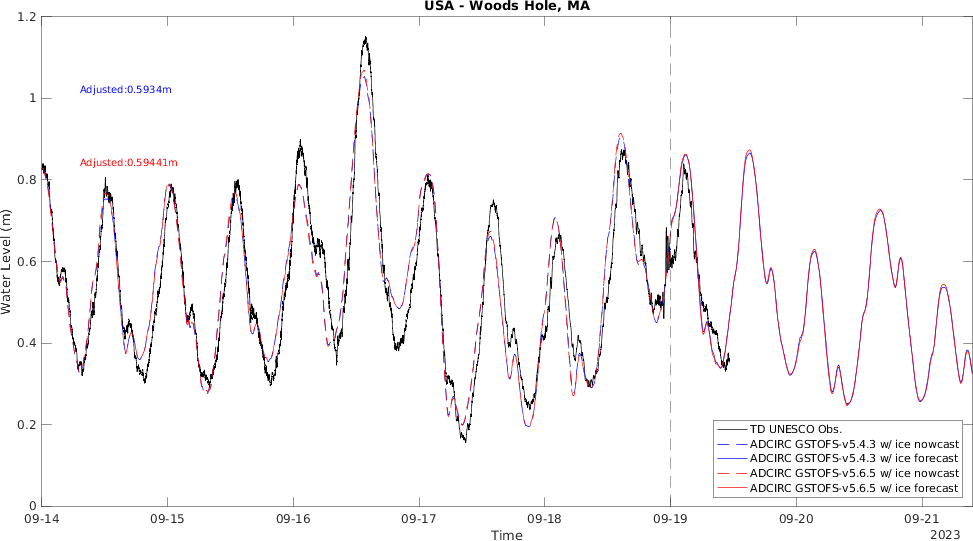 USA - Woods Hole, MA
1.2
1
0.8
0.6
0.4
0.2
0
Water Level (m)
Adjusted:0.5934m
Adjusted:0.59441m
TD UNESCO Obs.
ADCIRC GSTOFS-v5.4.3 w/ ice nowcast
ADCIRC GSTOFS-v5.4.3 w/ ice forecast
ADCIRC GSTOFS-v5.6.5 w/ ice nowcast
ADCIRC GSTOFS-v5.6.5 w/ ice forecast
09-14 09-15 09-16 09-17 09-18 09-19 09-20 09-21
Time
2023